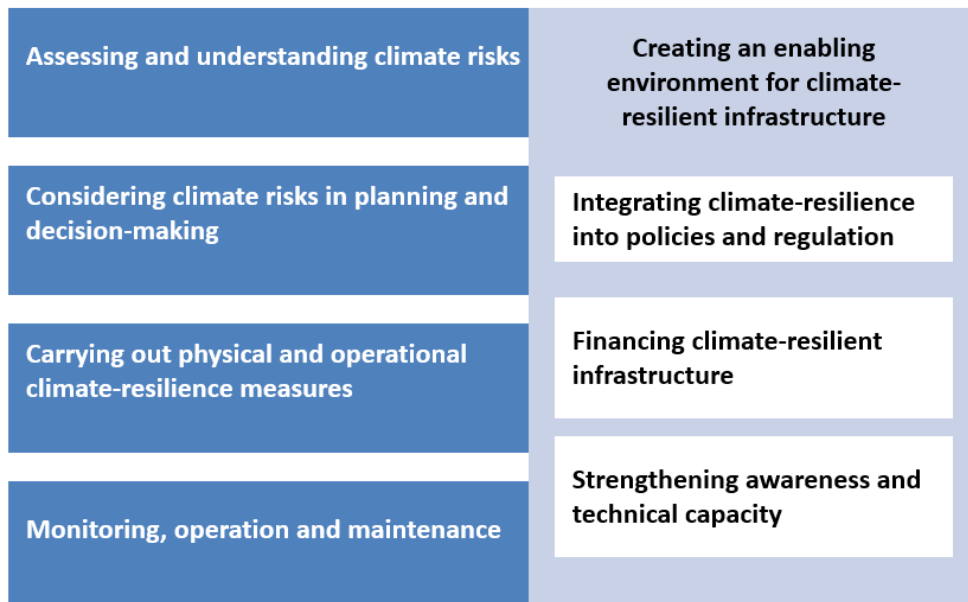 Assessing and understanding climate risks
Considering climate risks in planning and
decision-making
Carrying out physical and operational
climate-resilience measures
Monitoring, operation and maintenance
Creating an enabling
environment for climate-
resilient infrastructure
Integrating climate-resilience
into policies and regulation
Financing climate-resilient
infrastructure
Strengthening awareness and
technical capacity